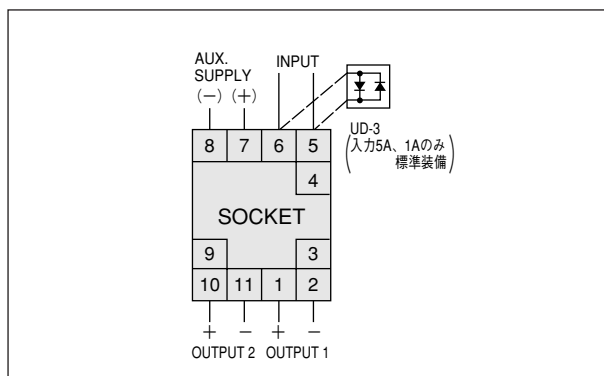 AUX.
SUPPLY
(−) (+)
INPUT
UD-3
(入力5A、1Aのみ
標準装備)
8 7 6 5
4
SOCKET
9 3
10 11 1 2
+ − + −
OUTPUT 2 OUTPUT 1